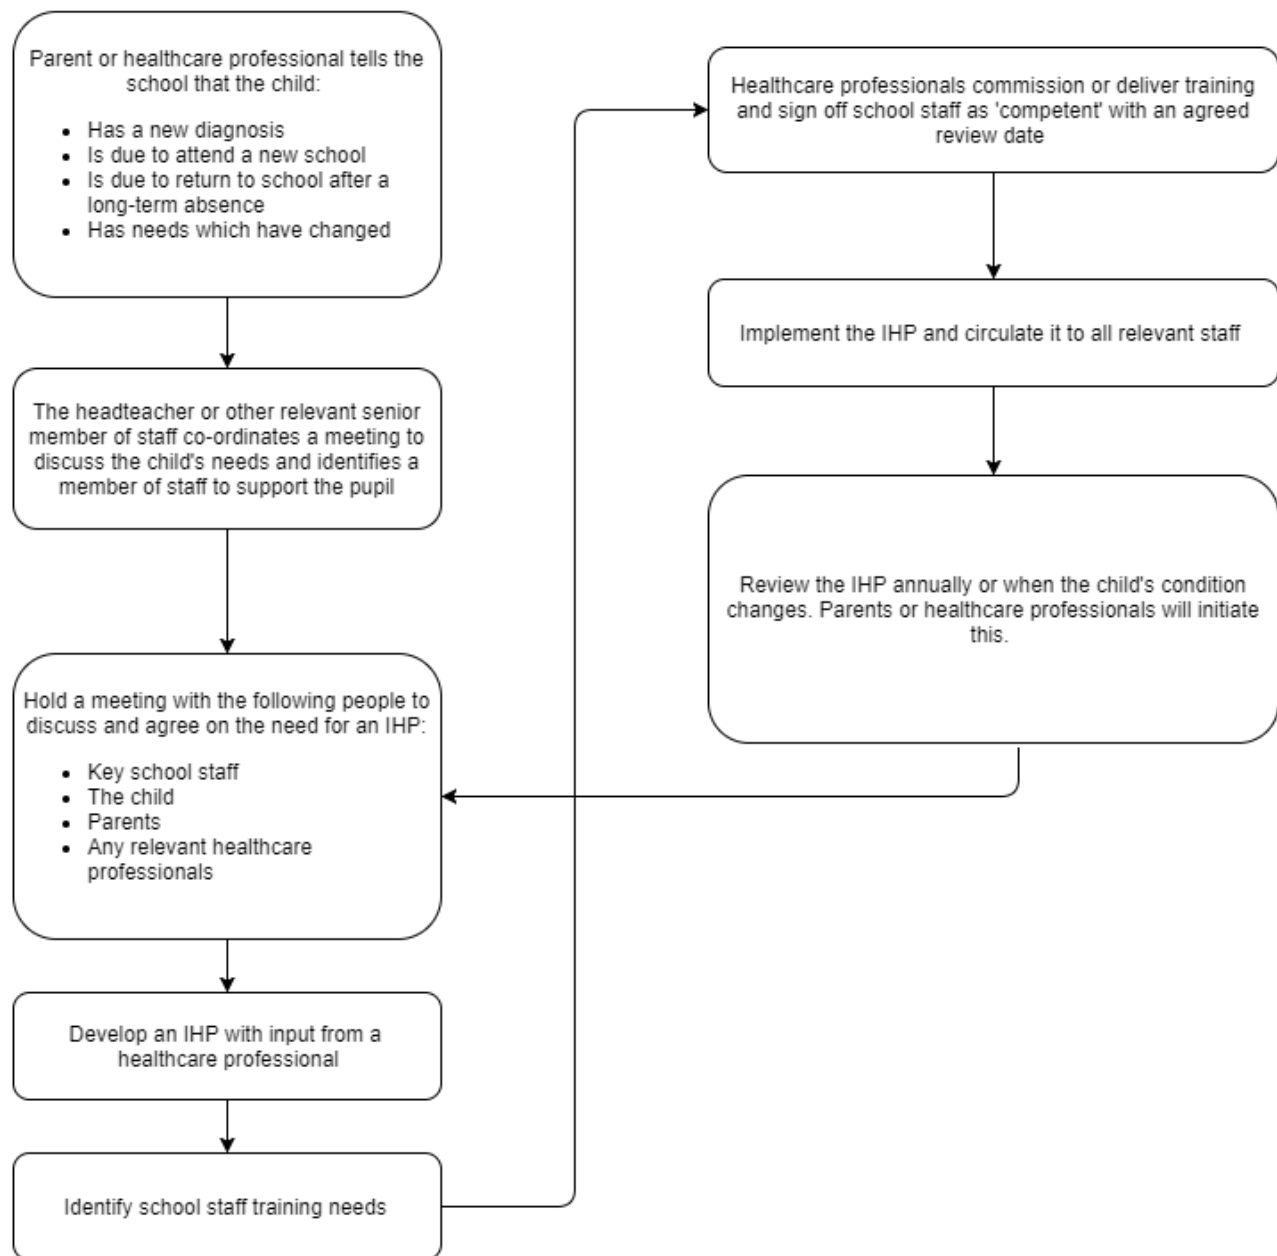 Parent or healthcare professional tells the
school that the child:
• Has a new diagnosis
• Is due to attend a new school
• Is due to return to school after a
long-term absence
• Has needs which have changed
The headteacher or other relevant senior
member of staff co-ordinates a meeting to
discuss the child's needs and identifies a
member of staff to support the pupil
Hold a meeting with the following people to
discuss and agree on the need for an IHP:
• Key school staff
• The child
• Parents
• Any relevant healthcare
professionals
Develop an IHP with input from a
healthcare professional
Identify school staff training needs
Healthcare professionals commission or deliver training
and sign off school staff as 'competent' with an agreed
review date
Implement the IHP and circulate it to all relevant staff
Review the IHP annually or when the child's condition
changes. Parents or healthcare professionals will initiate
this.